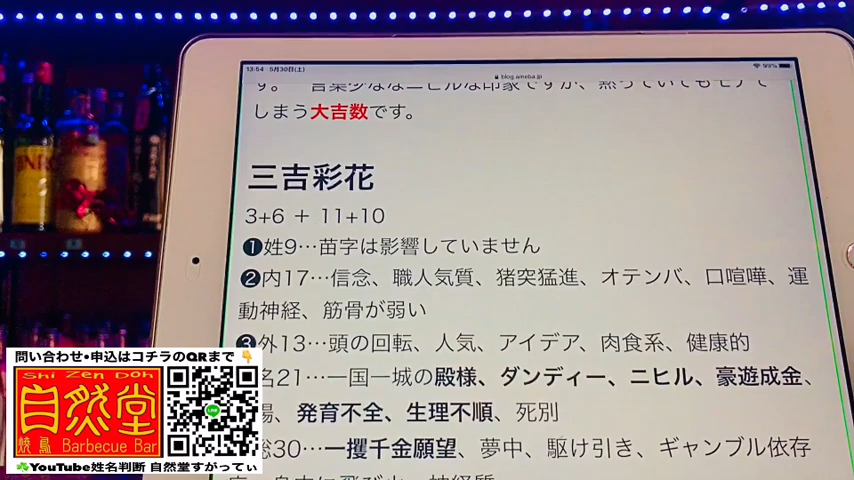 13:54 5月30日(土)
blog.ameba.jp
99%
しまう大吉数です。
三吉彩花
3+6 + 11+10
❶姓9…苗字は影響していません
❷内17…信念、職人気質、猪突猛進、オテンバ、口喧嘩、運
動神経、筋骨が弱い
❸外13…頭の回転、人気、アイデア、肉食系、健康的
名21…一国一城の殿様、ダンディー、ニヒル、豪遊成金、
発育不全、生理不順、死別
総30…一攫千金願望、夢中、駆け引き、ギャンブル依存
問い合わせ・申込はコチラのQRまで👇
Shi Zen Doh
自然堂
焼鳥 Barbecue Bar
YouTube姓名判断 自然堂すがってぃ